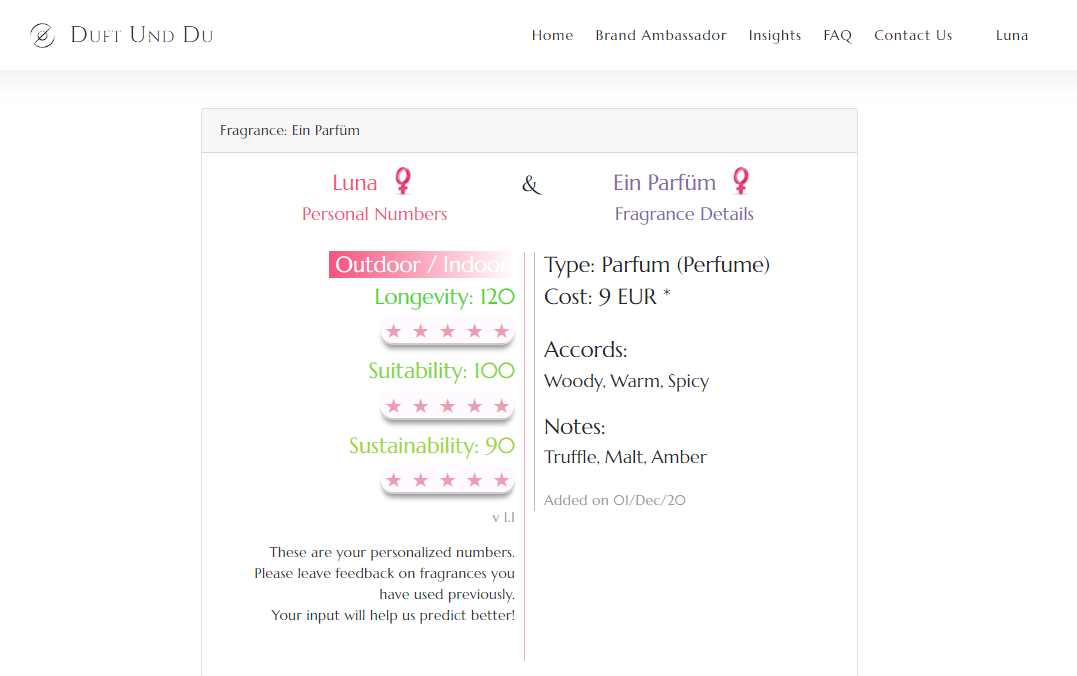 Duft Und Du
Home Brand Ambassador Insights FAQ Contact Us Luna
Fragrance: Ein Parfüm
Luna & Ein Parfüm
Personal Numbers Fragrance Details
Outdoor / Indoor
Longevity: 120
Suitability: 100
Sustainability: 90
v 1.1
These are your personalized numbers.
Please leave feedback on fragrances you
have used previously.
Your input will help us predict better!
Type: Parfum (Perfume)
Cost: 9 EUR *
Accords:
Woody, Warm, Spicy
Notes:
Truffle, Malt, Amber
Added on 01/Dec/20